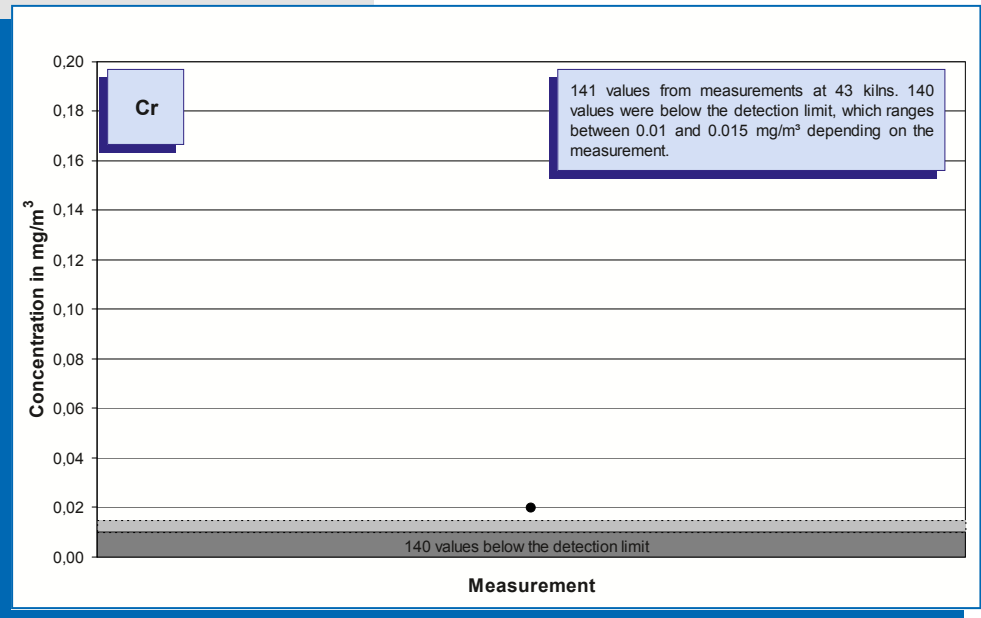 Cr
141 values from measurements at 43 kilns. 140
values were below the detection limit, which ranges
between 0.01 and 0.015 mg/m³ depending on the
measurement.
Concentration in mg/m³
0,20
0,18
0,16
0,14
0,12
0,10
0,08
0,06
0,04
0,02
0,00
140 values below the detection limit
Measurement